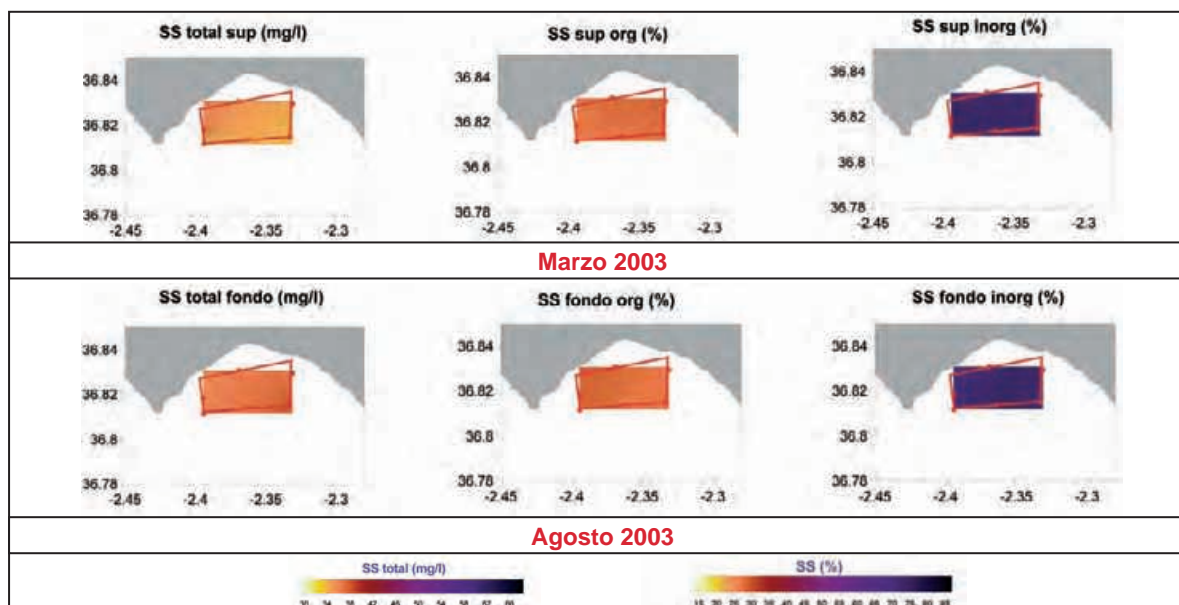 SS total sup (mg/l) SS sup org (%) SS sup inorg (%)
36.84 36.84 36.84
36.82 36.82 36.82
36.8 36.8 36.8
36.78 36.78 36.78
-2.45 -2.4 -2.35 -2.3 -2.45 -2.4 -2.35 -2.3 -2.45 -2.4 -2.35 -2.3
Marzo 2003
SS total fondo (mg/l) SS fondo org (%) SS fondo inorg (%)
36.84 36.84 36.84
36.82 36.82 36.82
36.8 36.8 36.8
36.78 36.78 36.78
-2.45 -2.4 -2.35 -2.3 -2.45 -2.4 -2.35 -2.3 -2.45 -2.4 -2.35 -2.3
Agosto 2003
SS total (mg/l) SS (%)